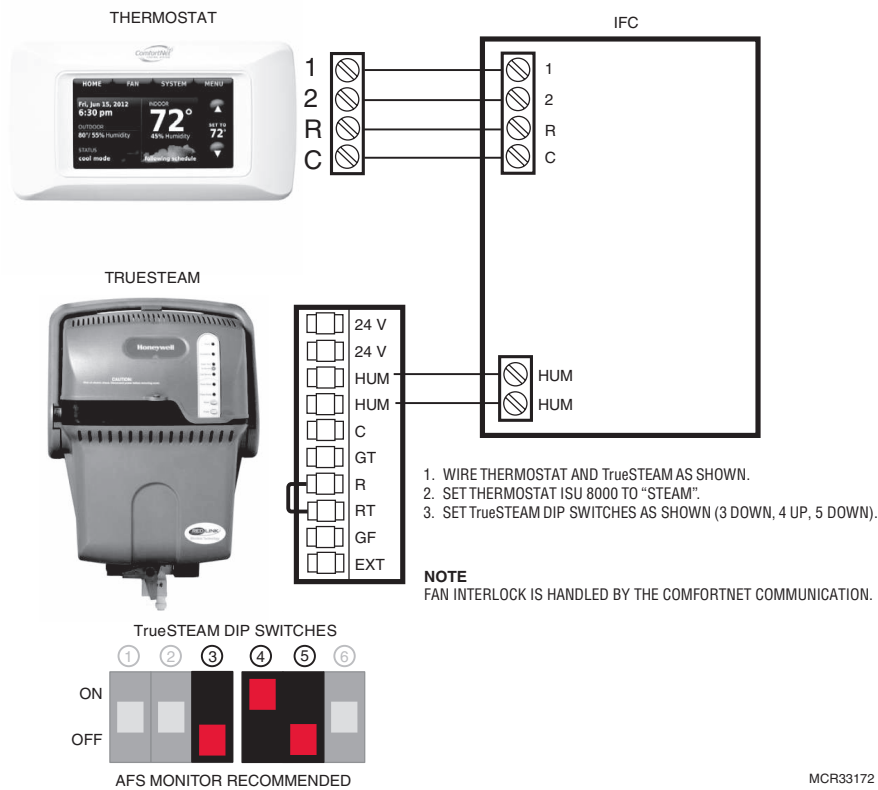 THERMOSTAT
IFC
ComfortNet
HOME FAN SYSTEM MENU
Fri, Jun 15, 2012
6:30 pm
INDOOR
72°
45% Humidity
SET TO
72°
OUTDOOR
80°/ 55% Humidity
STATUS
cool mode
following schedule
1
2
R
C
1
2
R
C
TRUESTEAM
Honeywell
CAUTION
REDLINK
24 V
24 V
HUM
HUM
C
GT
R
RT
GF
EXT
HUM
HUM
1. WIRE THERMOSTAT AND TrueSTEAM AS SHOWN.
2. SET THERMOSTAT ISU 8000 TO “STEAM”.
3. SET TrueSTEAM DIP SWITCHES AS SHOWN (3 DOWN, 4 UP, 5 DOWN).
NOTE
FAN INTERLOCK IS HANDLED BY THE COMFORTNET COMMUNICATION.
TrueSTEAM DIP SWITCHES
1 2 3 4 5 6
ON
OFF
AFS MONITOR RECOMMENDED
MCR33172